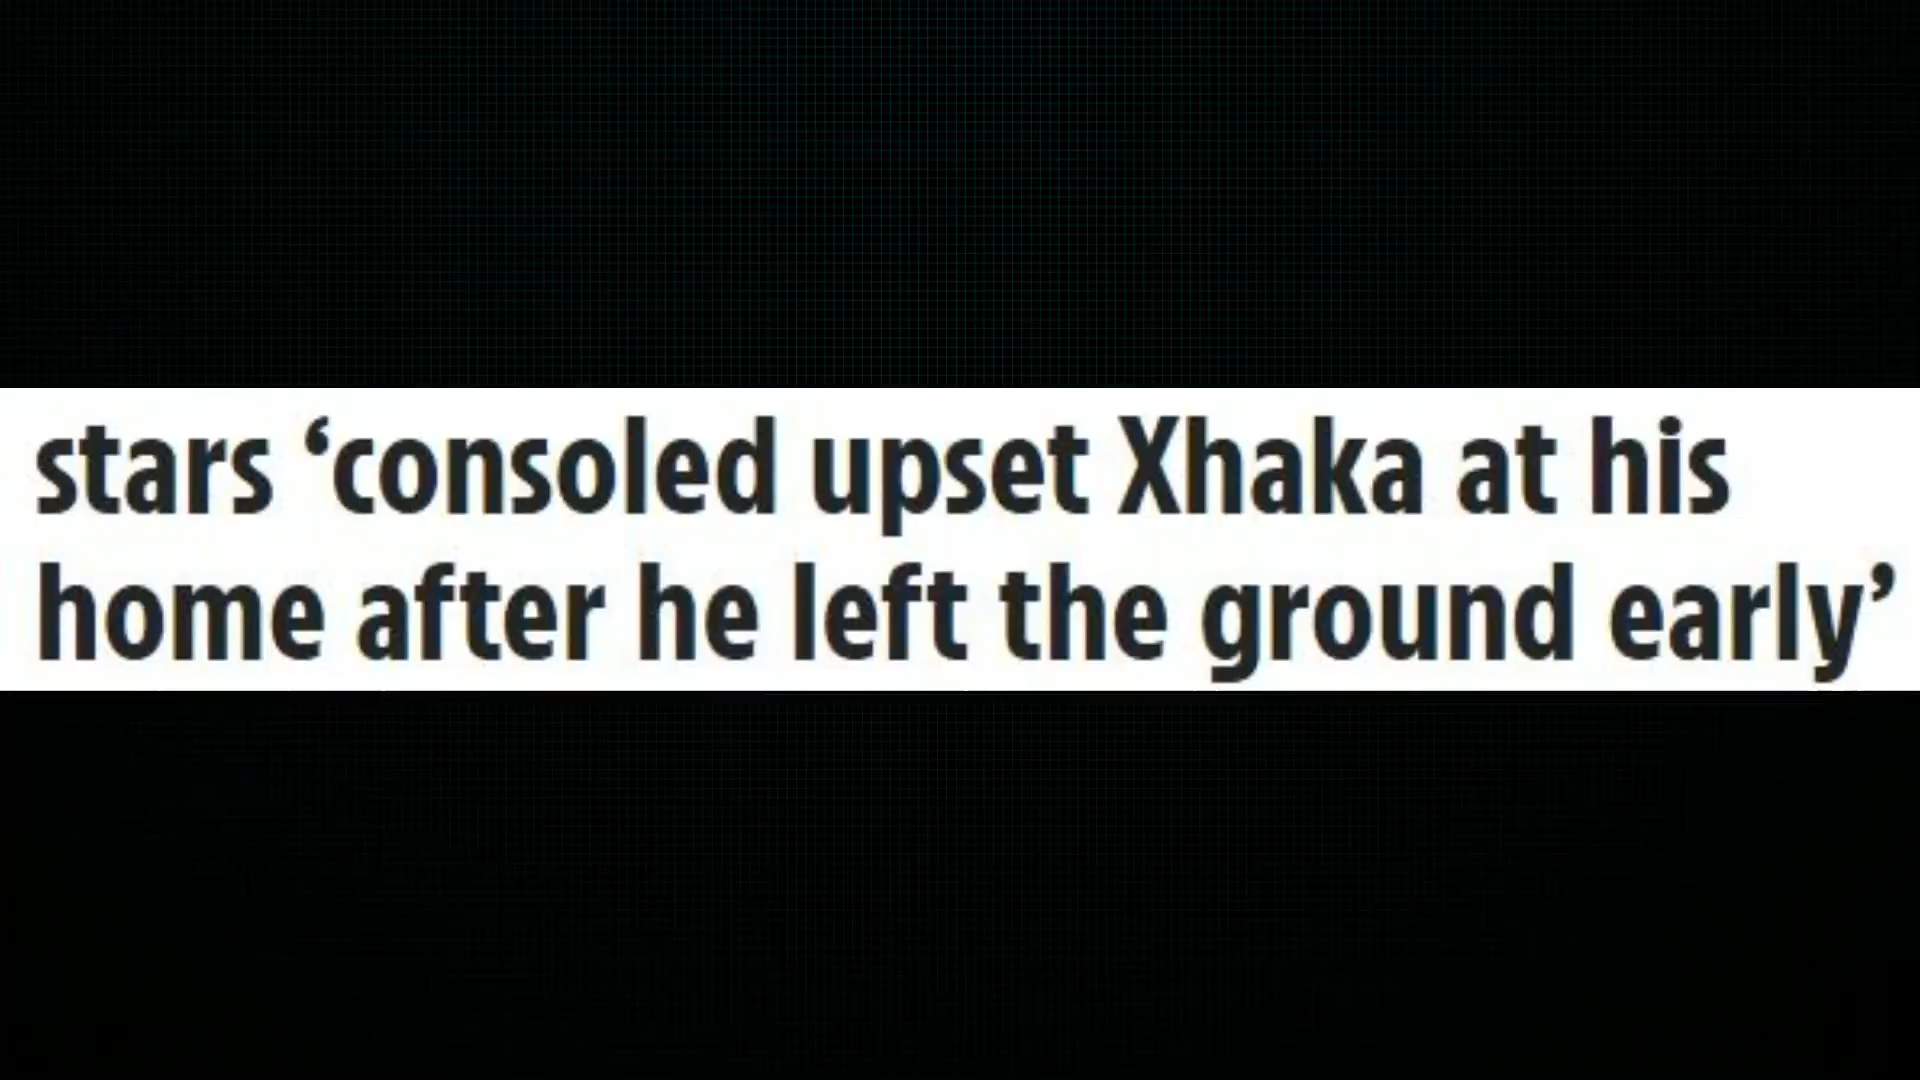 stars ‘consoled upset Xhaka at his
home after he left the ground early’